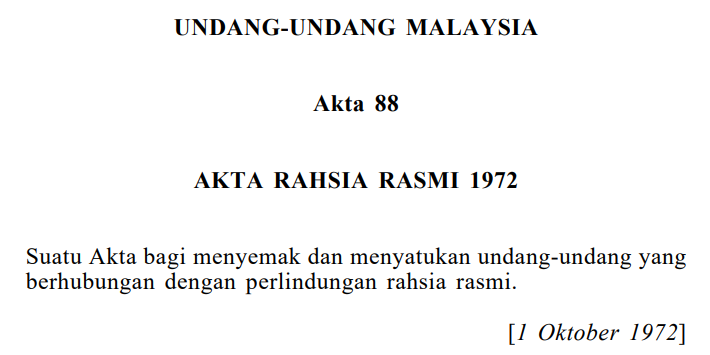 UNDANG-UNDANG MALAYSIA
Akta 88
AKTA RAHSIA RASMI 1972
Suatu Akta bagi menyemak dan menyatukan undang-undang yang
berhubungan dengan perlindungan rahsia rasmi.
[1 Oktober 1972]